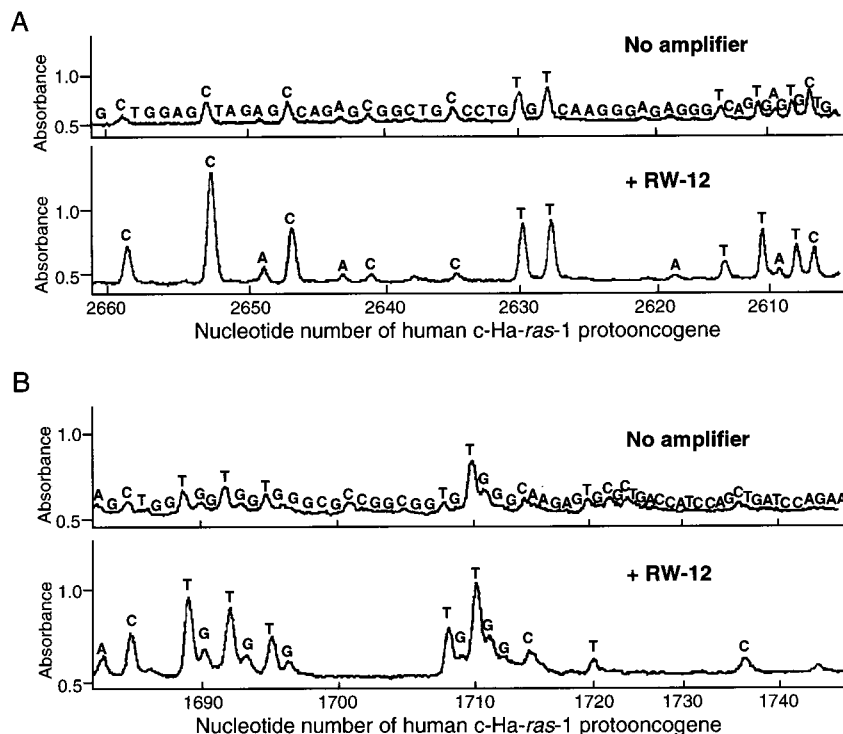 A
No amplifier
Absorbance
1.0
0.5
G C T G G A G C T A G A G C C A G A G C G G C T G C C C T G T G T C A A G G G A G A G G G T C A G T G A G T G C T G
+ RW-12
Absorbance
1.0
0.5
C C A C A C C T T A T T A T C
2660 2650 2640 2630 2620 2610
Nucleotide number of human c-Ha-ras-1 protooncogene
B
No amplifier
Absorbance
1.0
0.5
A G C T G G T G G T G G T G G G C G C C G G C G G T G T G G G C A A G A G T G C G C T G A C C A T C C A G C T G A T C C A G A A
+ RW-12
Absorbance
1.0
0.5
A C T G T G T G T G T G G C T C
1690 1700 1710 1720 1730 1740
Nucleotide number of human c-Ha-ras-1 protooncogene